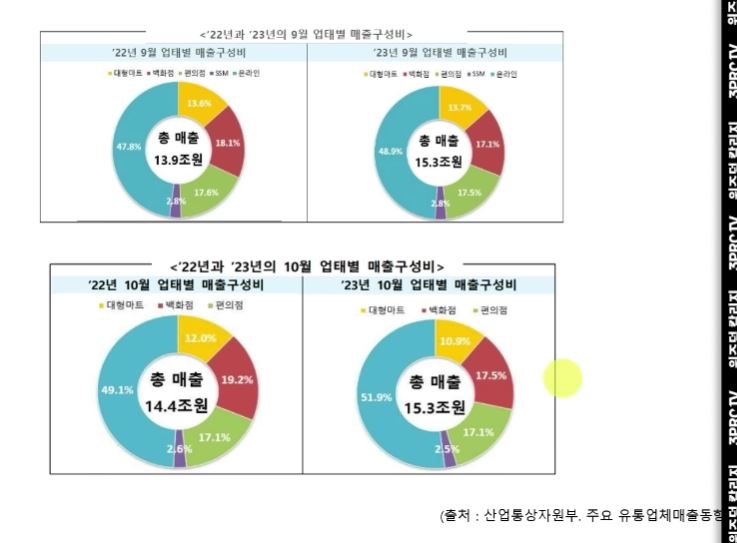 <'22년과 '23년의 9월 업태별 매출구성비>
'22년 9월 업태별 매출구성비
대형마트 백화점 편의점 SSM 온라인
13.6%
18.1%
17.6%
2.8%
47.8%
총 매출
13.9조원
'23년 9월 업태별 매출구성비
대형마트 백화점 편의점 SSM 온라인
13.7%
17.1%
17.5%
2.8%
48.9%
총 매출
15.3조원
<'22년과 '23년의 10월 업태별 매출구성비>
'22년 10월 업태별 매출구성비
대형마트 백화점 편의점
12.0%
19.2%
17.1%
2.6%
49.1%
총 매출
14.4조원
'23년 10월 업태별 매출구성비
대형마트 백화점 편의점
10.9%
17.5%
17.1%
2.5%
51.9%
총 매출
15.3조원
(출처 : 산업통상자원부. 주요 유통업체매출동향
3PROTV
위즈덤 칼리지
3PROTV
위즈덤 칼리지
3PROTV
위즈덤 칼리지